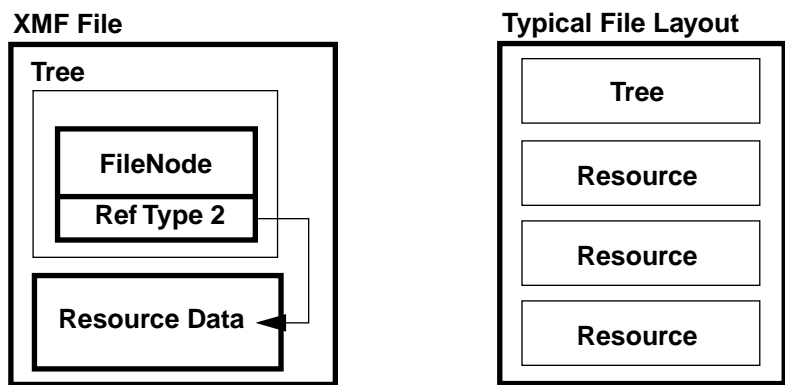 XMF File
Tree
FileNode
Ref Type 2
Resource Data
Typical File Layout
Tree
Resource
Resource
Resource